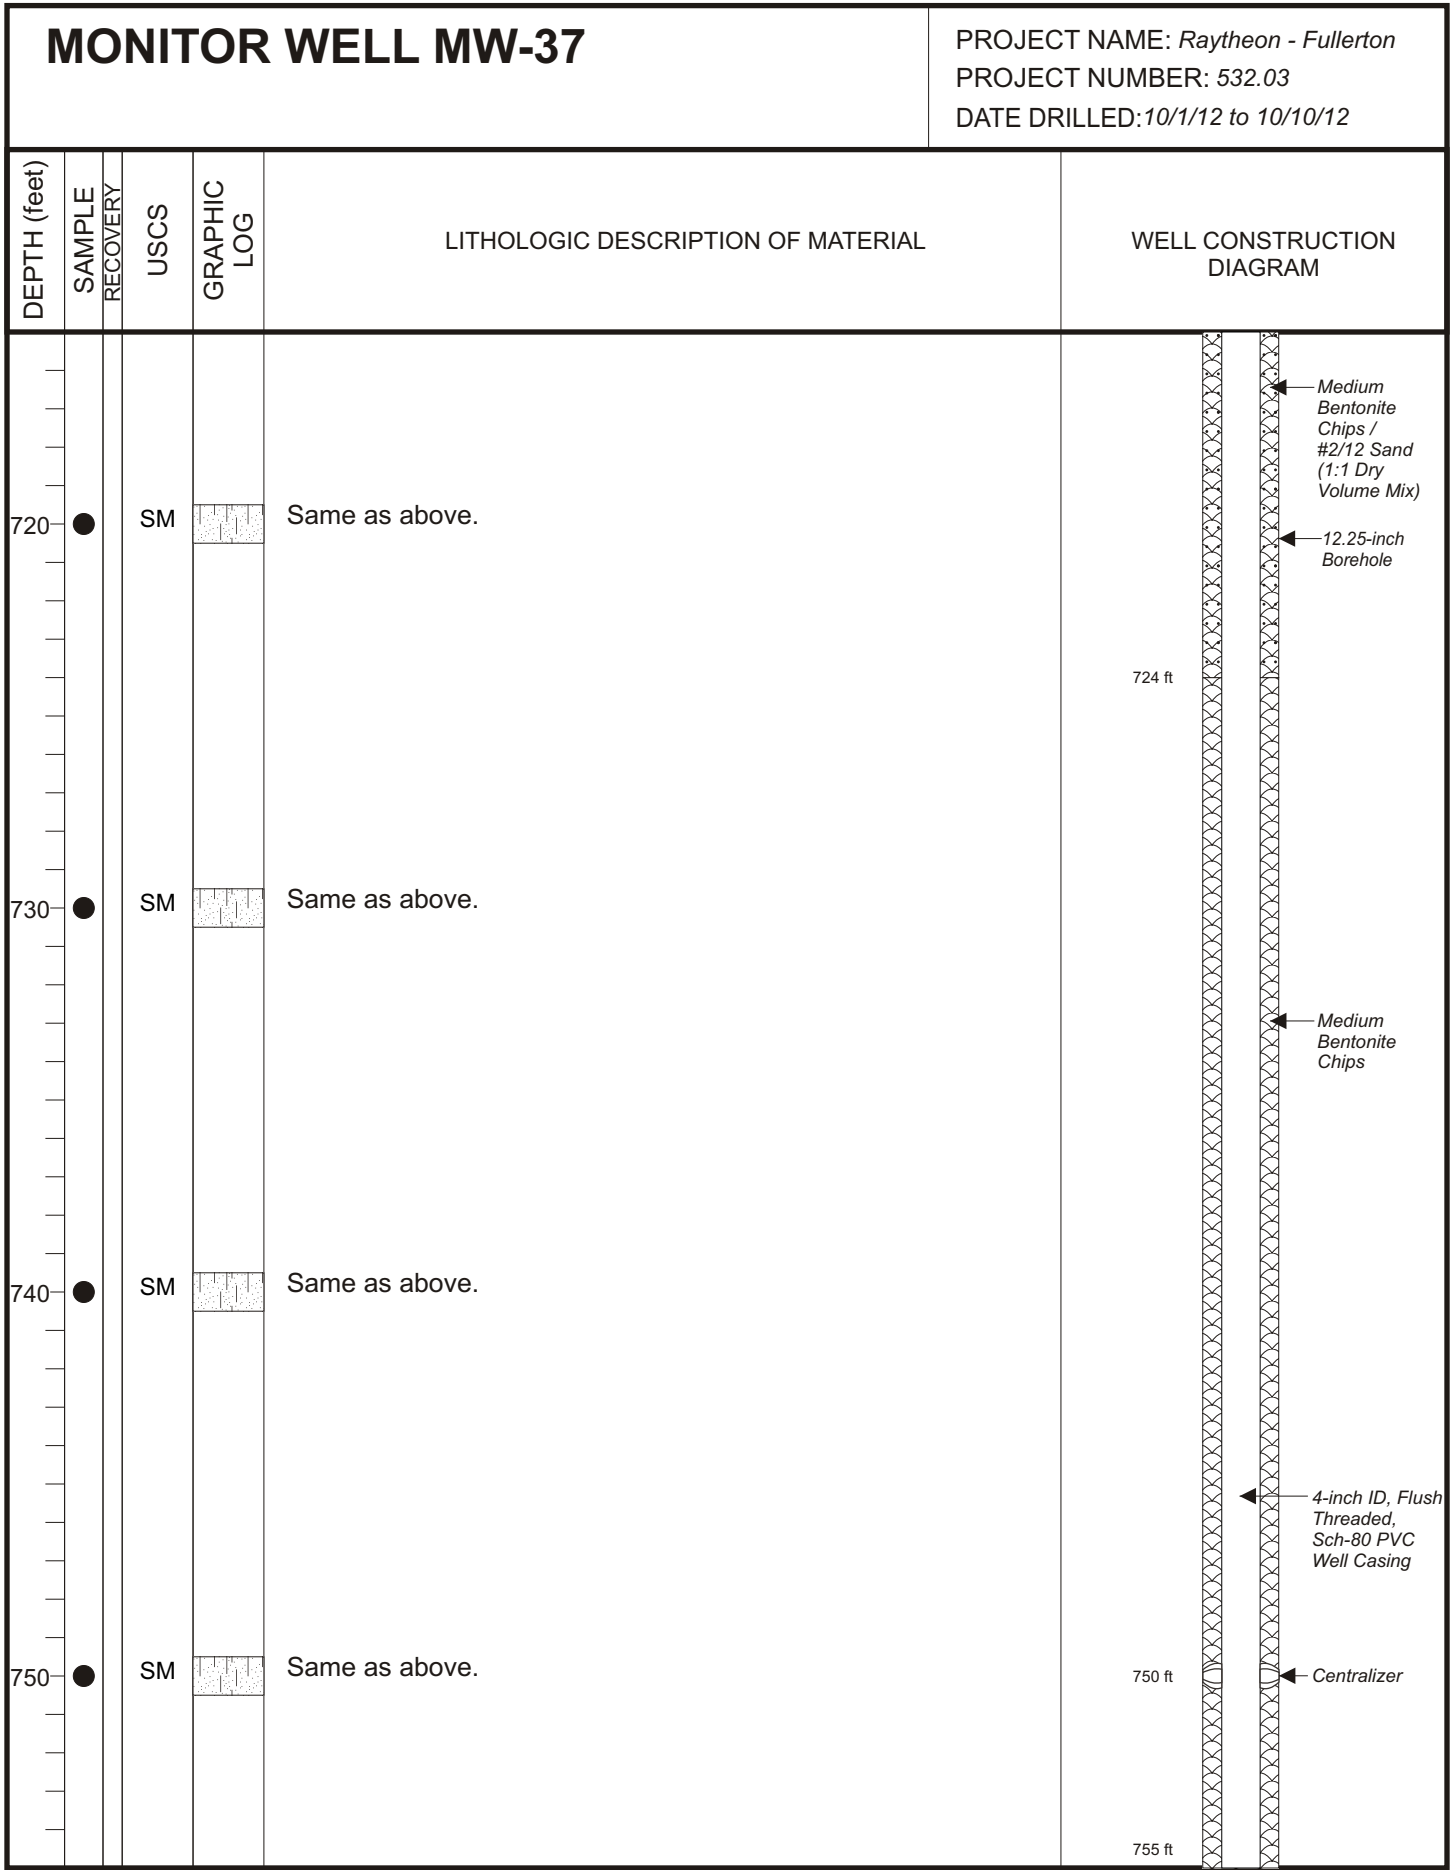 MONITOR WELL MW-37
PROJECT NAME: Raytheon - Fullerton
PROJECT NUMBER: 532.03
DATE DRILLED: 10/1/12 to 10/10/12
DEPTH (feet)
SAMPLE
RECOVERY
USCS
GRAPHIC
LOG
LITHOLOGIC DESCRIPTION OF MATERIAL
WELL CONSTRUCTION
DIAGRAM
Medium
Bentonite
Chips /
#2/12 Sand
(1:1 Dry
Volume Mix)
720
SM
Same as above.
12.25-inch
Borehole
724 ft
730
SM
Same as above.
Medium
Bentonite
Chips
740
SM
Same as above.
4-inch ID, Flush
Threaded,
Sch-80 PVC
Well Casing
750
SM
Same as above.
750 ft
Centralizer
755 ft